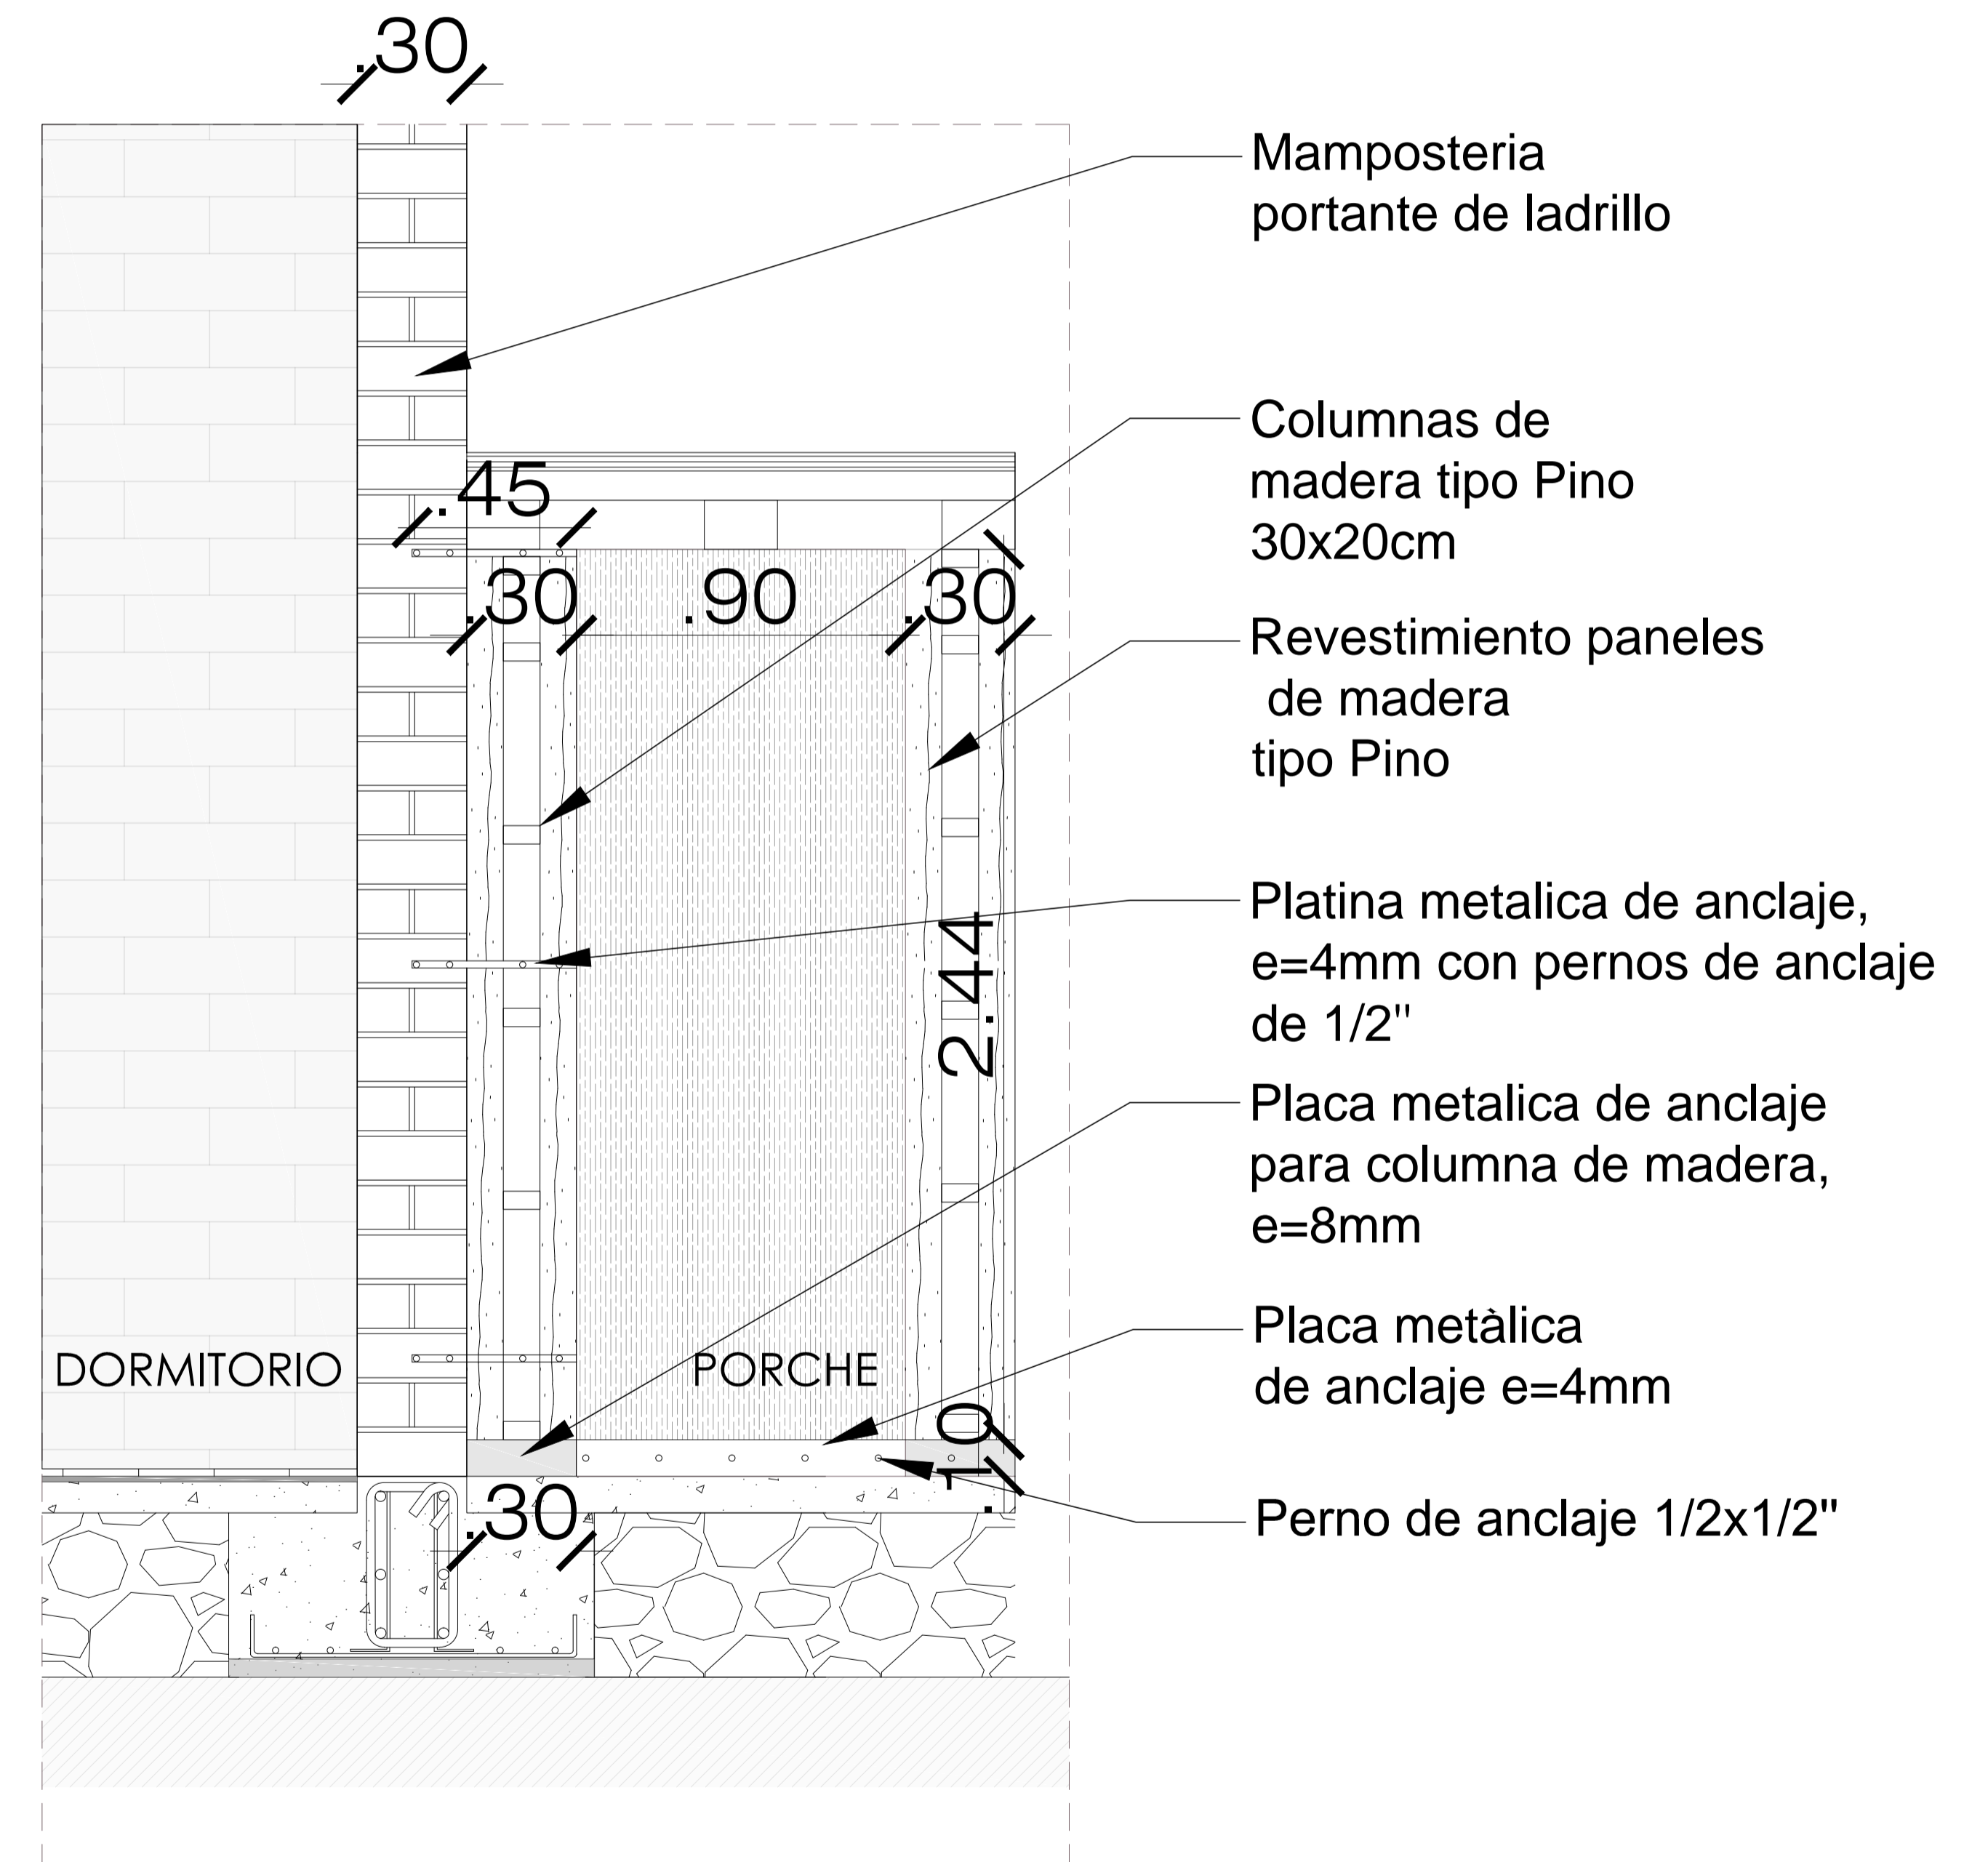 .30
Mamposteria
portante de ladrillo
Columnas de
madera tipo Pino
30x20cm
.45
.30
.90
.30
Revestimiento paneles
de madera
tipo Pino
Platina metalica de anclaje,
e=4mm con pernos de anclaje
de 1/2"
2.44
Placa metalica de anclaje
para columna de madera,
e=8mm
Placa metàlica
de anclaje e=4mm
DORMITORIO
PORCHE
.10
.30
Perno de anclaje 1/2x1/2"